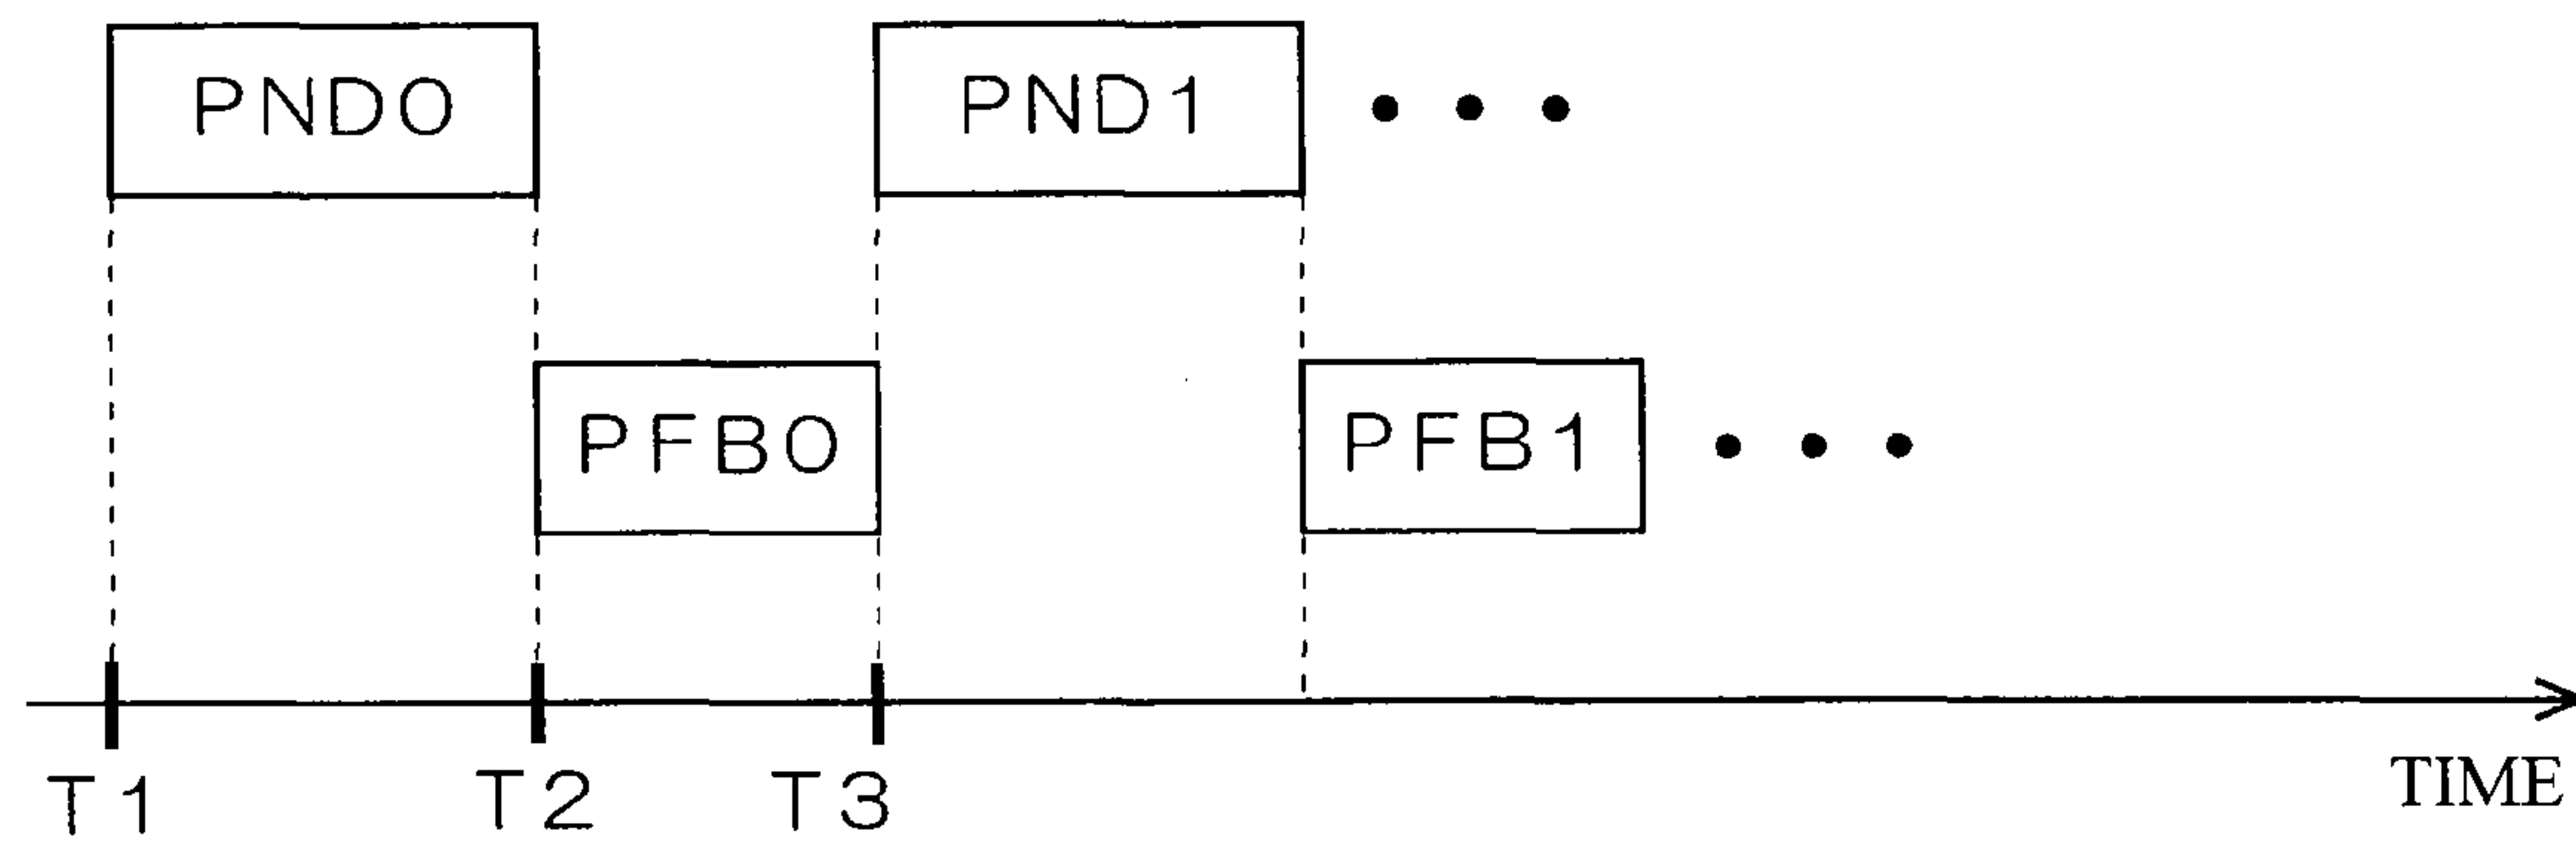 PND0 PND1 • • •
PFB0 PFB1 • • •
T1 T2 T3
TIME